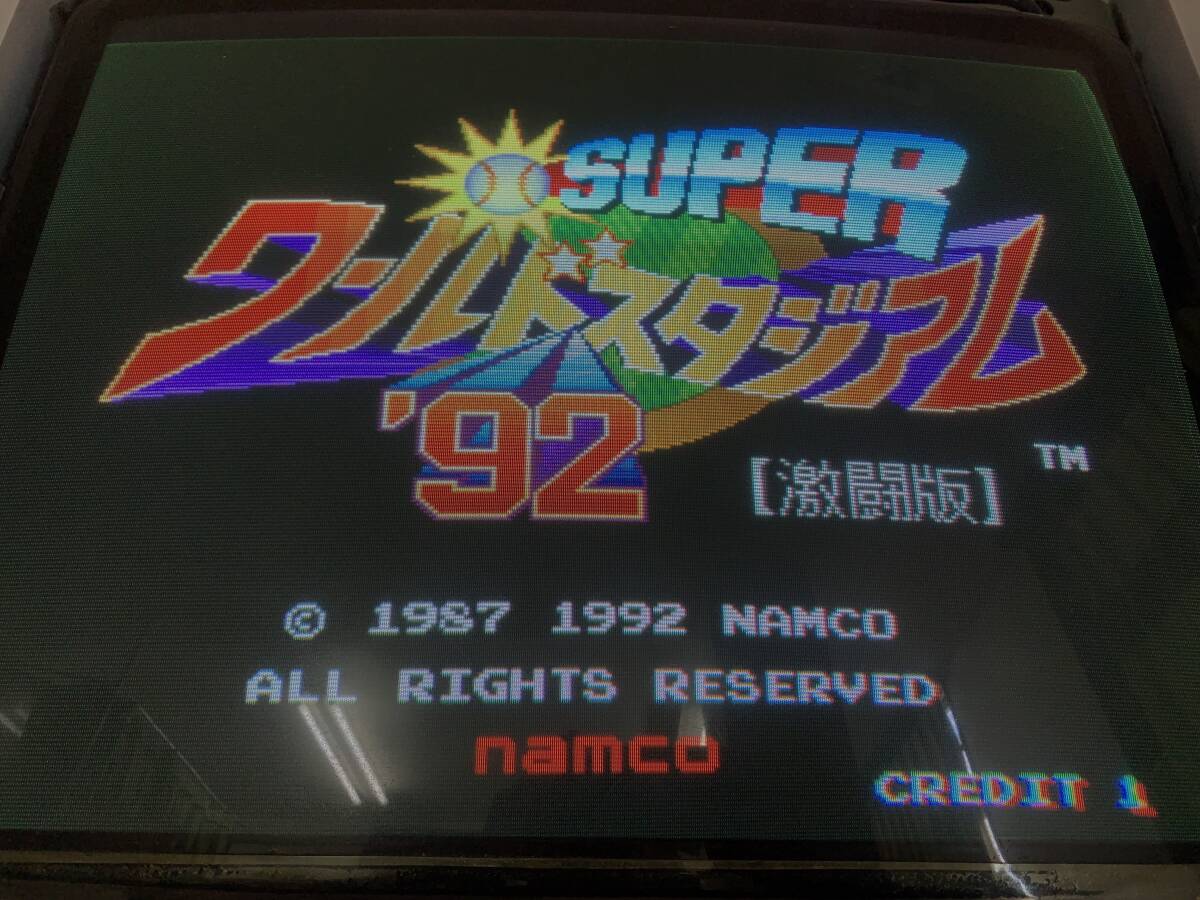 SUPER
ワールドスタジアム
'92
【激闘版】
TM
© 1987 1992 NAMCO
ALL RIGHTS RESERVED
namco
CREDIT 1